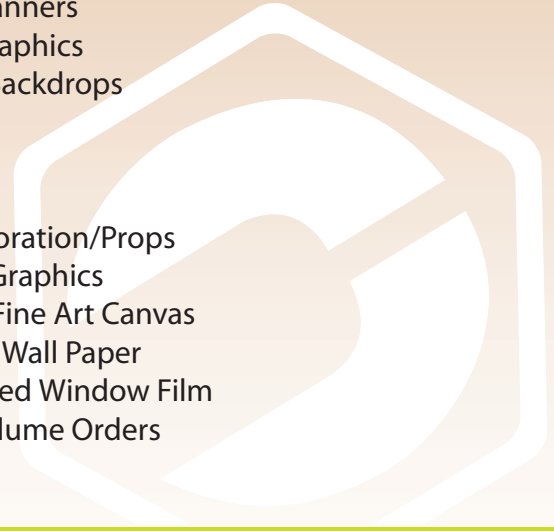 anners
aphics
ackdrops
oration/Props
Graphics
Fine Art Canvas
Wall Paper
ed Window Film
lume Orders